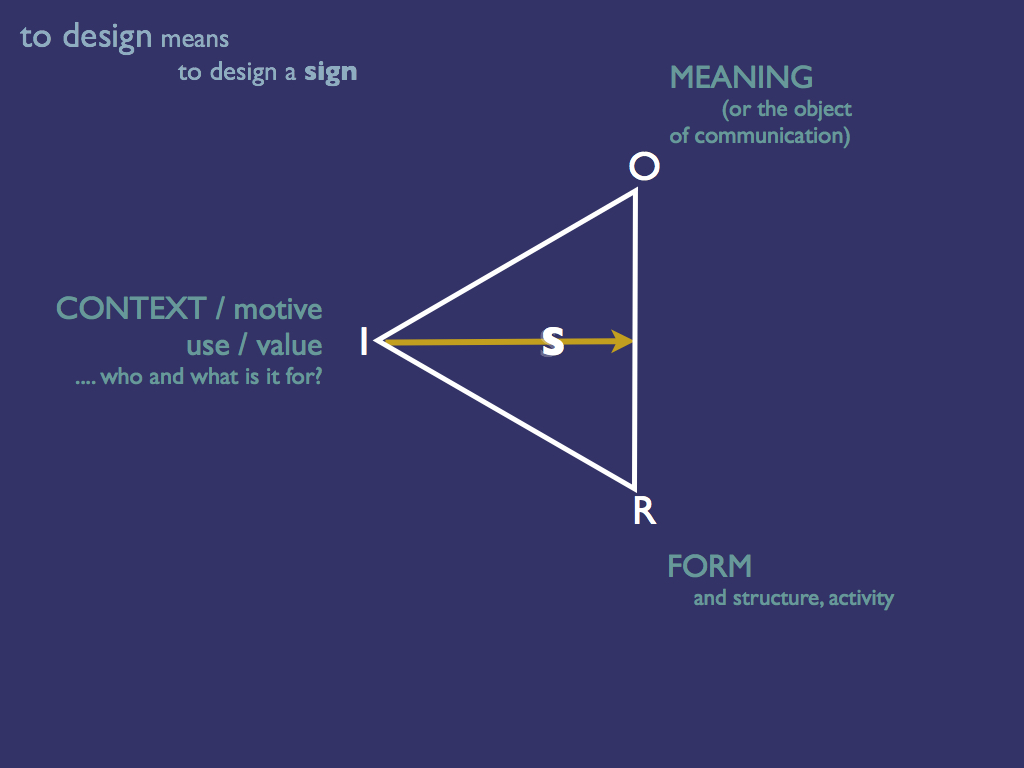 to design means
to design a sign
MEANING
(or the object
of communication)
O
CONTEXT / motive
use / value
.... who and what is it for?
I
S
R
FORM
and structure, activity